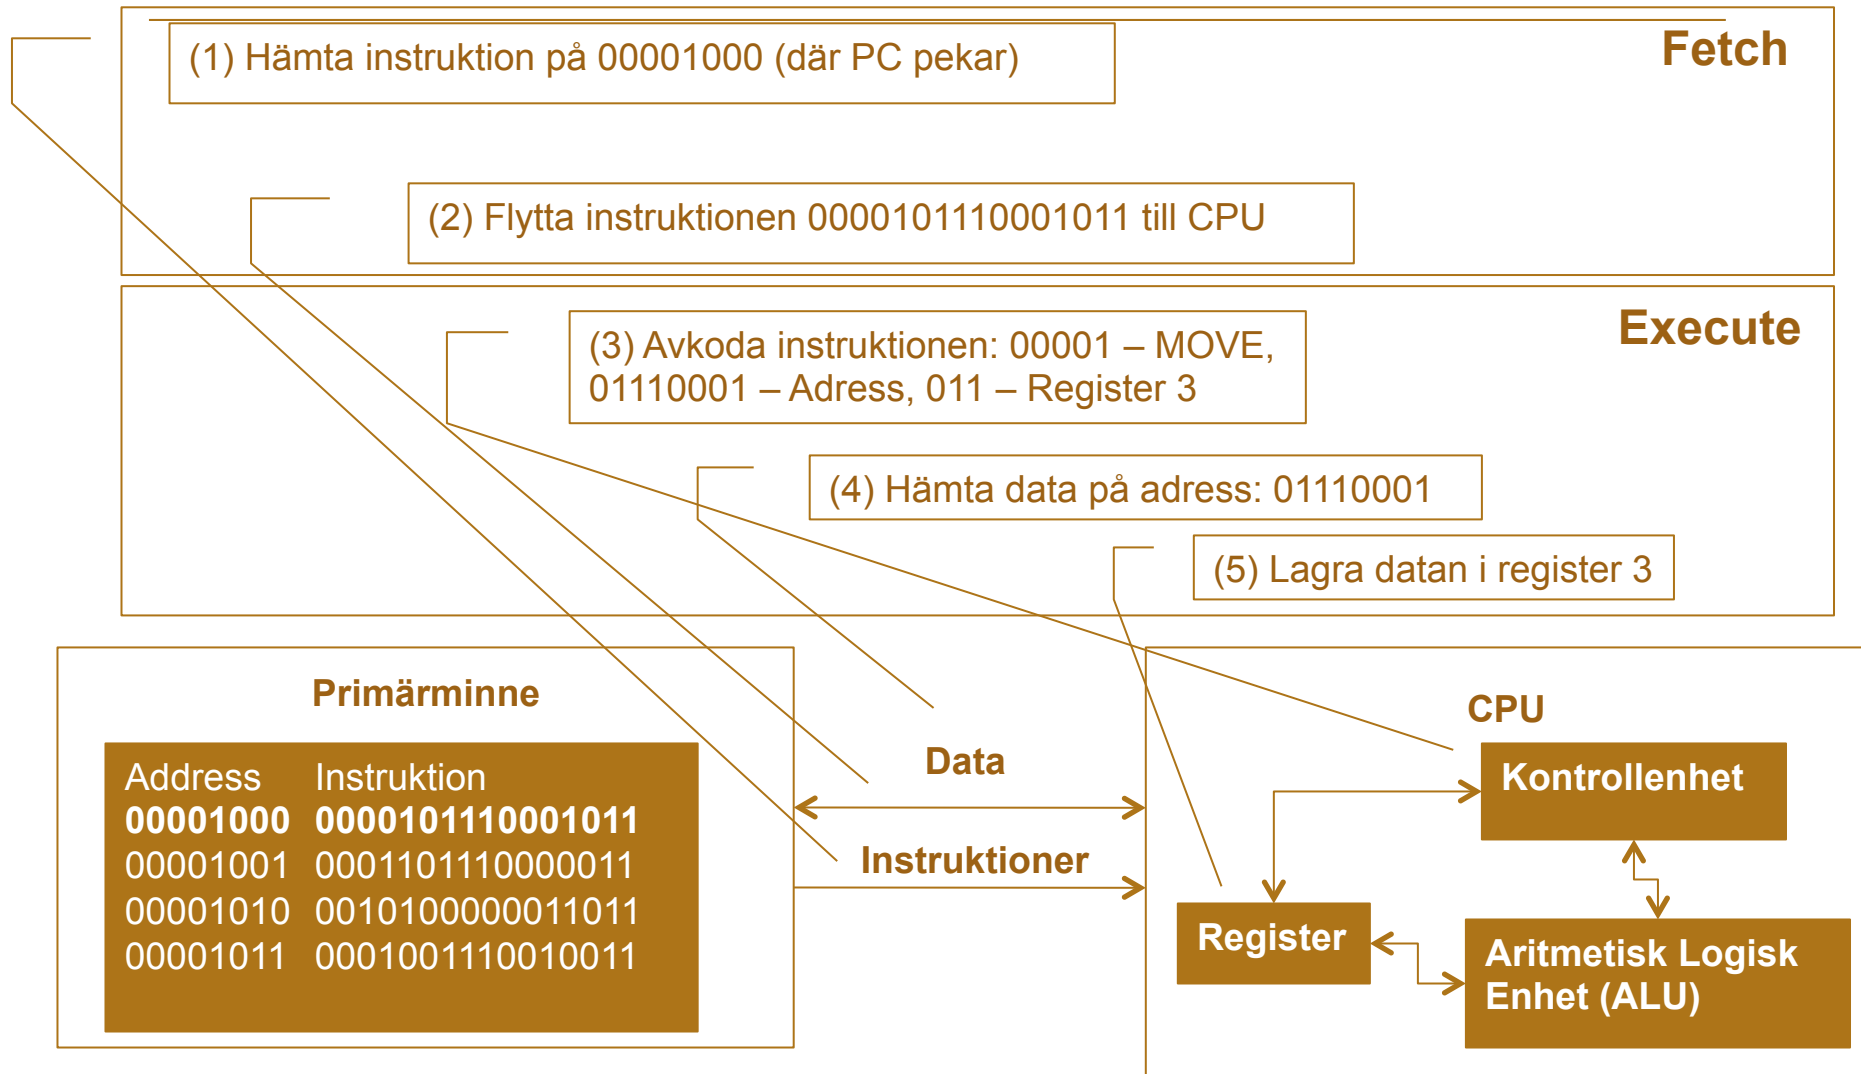 Fetch
(1) Hämta instruktion på 00001000 (där PC pekar)
(2) Flytta instruktionen 0000101110001011 till CPU
Execute
(3) Avkoda instruktionen: 00001 – MOVE,
01110001 – Adress, 011 – Register 3
(4) Hämta data på adress: 01110001
(5) Lagra datan i register 3
Primärminne
Address Instruktion
00001000 0000101110001011
00001001 0001101110000011
00001010 0010100000011011
00001011 0001001110010011
Data
Instruktioner
CPU
Kontrollenhet
Register
Aritmetisk Logisk
Enhet (ALU)